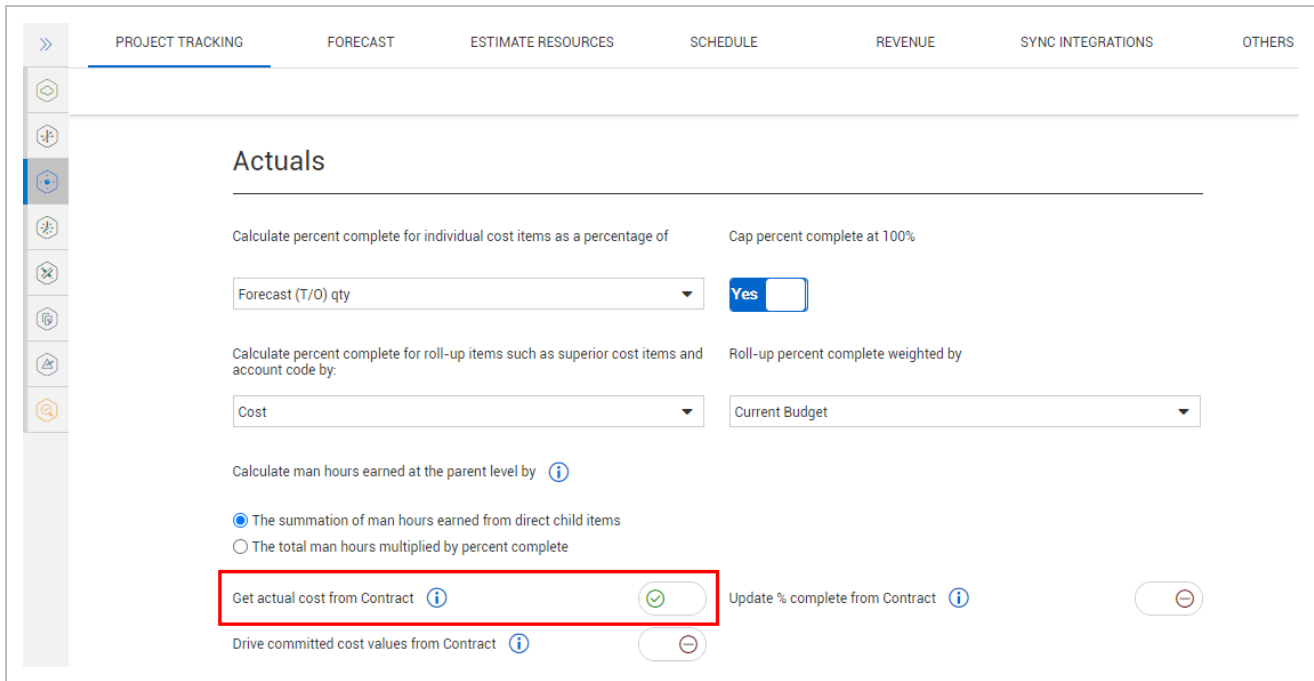 PROJECT TRACKING FORECAST ESTIMATE RESOURCES SCHEDULE REVENUE SYNC INTEGRATIONS OTHERS
Actuals
Calculate percent complete for individual cost items as a percentage of
Cap percent complete at 100%
Forecast (T/O) qty
Yes
Calculate percent complete for roll-up items such as superior cost items and
account code by:
Roll-up percent complete weighted by
Cost
Current Budget
Calculate man hours earned at the parent level by
The summation of man hours earned from direct child items
The total man hours multiplied by percent complete
Get actual cost from Contract
Update % complete from Contract
Drive committed cost values from Contract